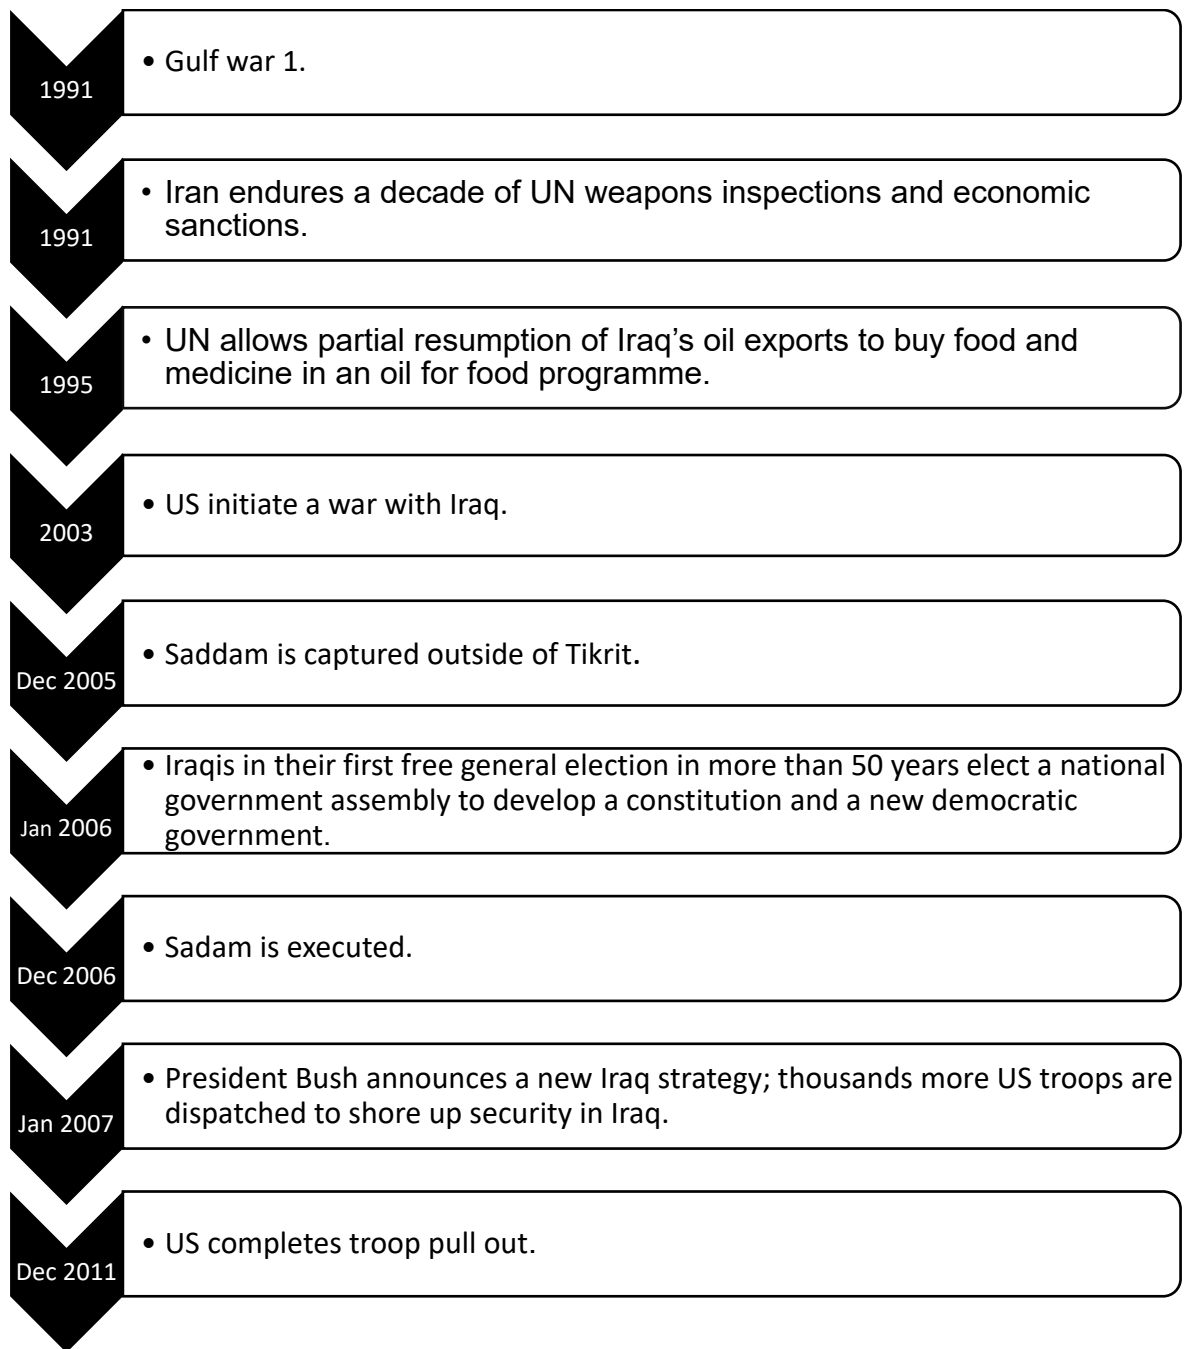 1991
• Gulf war 1.
1991
• Iran endures a decade of UN weapons inspections and economic
sanctions.
1995
• UN allows partial resumption of Iraq’s oil exports to buy food and
medicine in an oil for food programme.
2003
• US initiate a war with Iraq.
Dec 2005
• Saddam is captured outside of Tikrit.
Jan 2006
• Iraqis in their first free general election in more than 50 years elect a national
government assembly to develop a constitution and a new democratic
government.
Dec 2006
• Sadam is executed.
Jan 2007
• President Bush announces a new Iraq strategy; thousands more US troops are
dispatched to shore up security in Iraq.
Dec 2011
• US completes troop pull out.